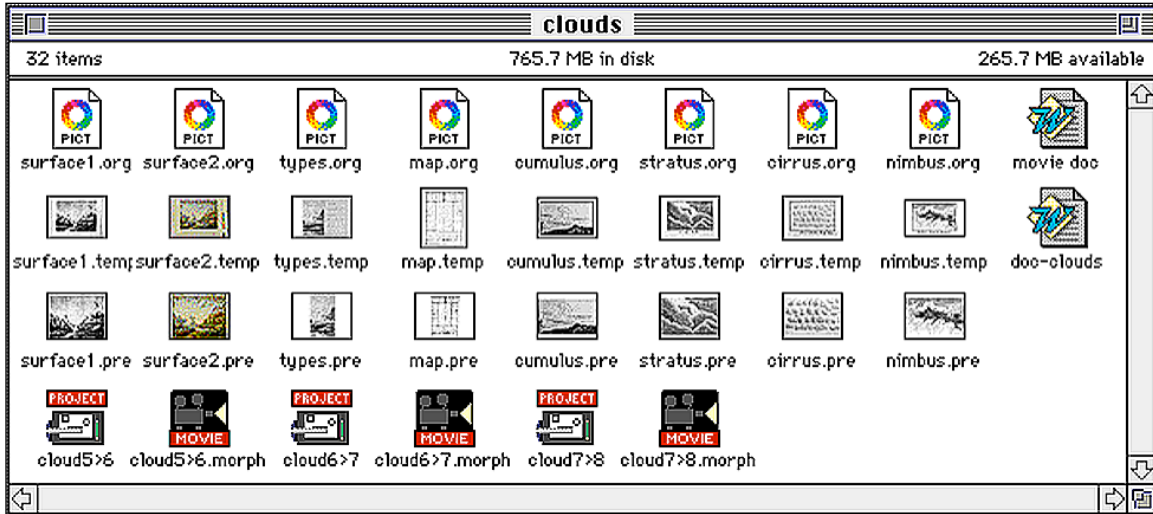 clouds
32 items 765.7 MB in disk 265.7 MB available
PICT PICT PICT PICT PICT PICT PICT PICT
surface1.org surface2.org types.org map.org cumulus.org stratus.org cirrus.org nimbus.org movie doc
surface1.temp surface2.temp types.temp map.temp cumulus.temp stratus.temp cirrus.temp nimbus.temp doc-clouds
surface1.pre surface2.pre types.pre map.pre cumulus.pre stratus.pre cirrus.pre nimbus.pre
PROJECT MOVIE PROJECT MOVIE PROJECT MOVIE
cloud5>6 cloud5>6.morph cloud6>7 cloud6>7.morph cloud7>8 cloud7>8.morph